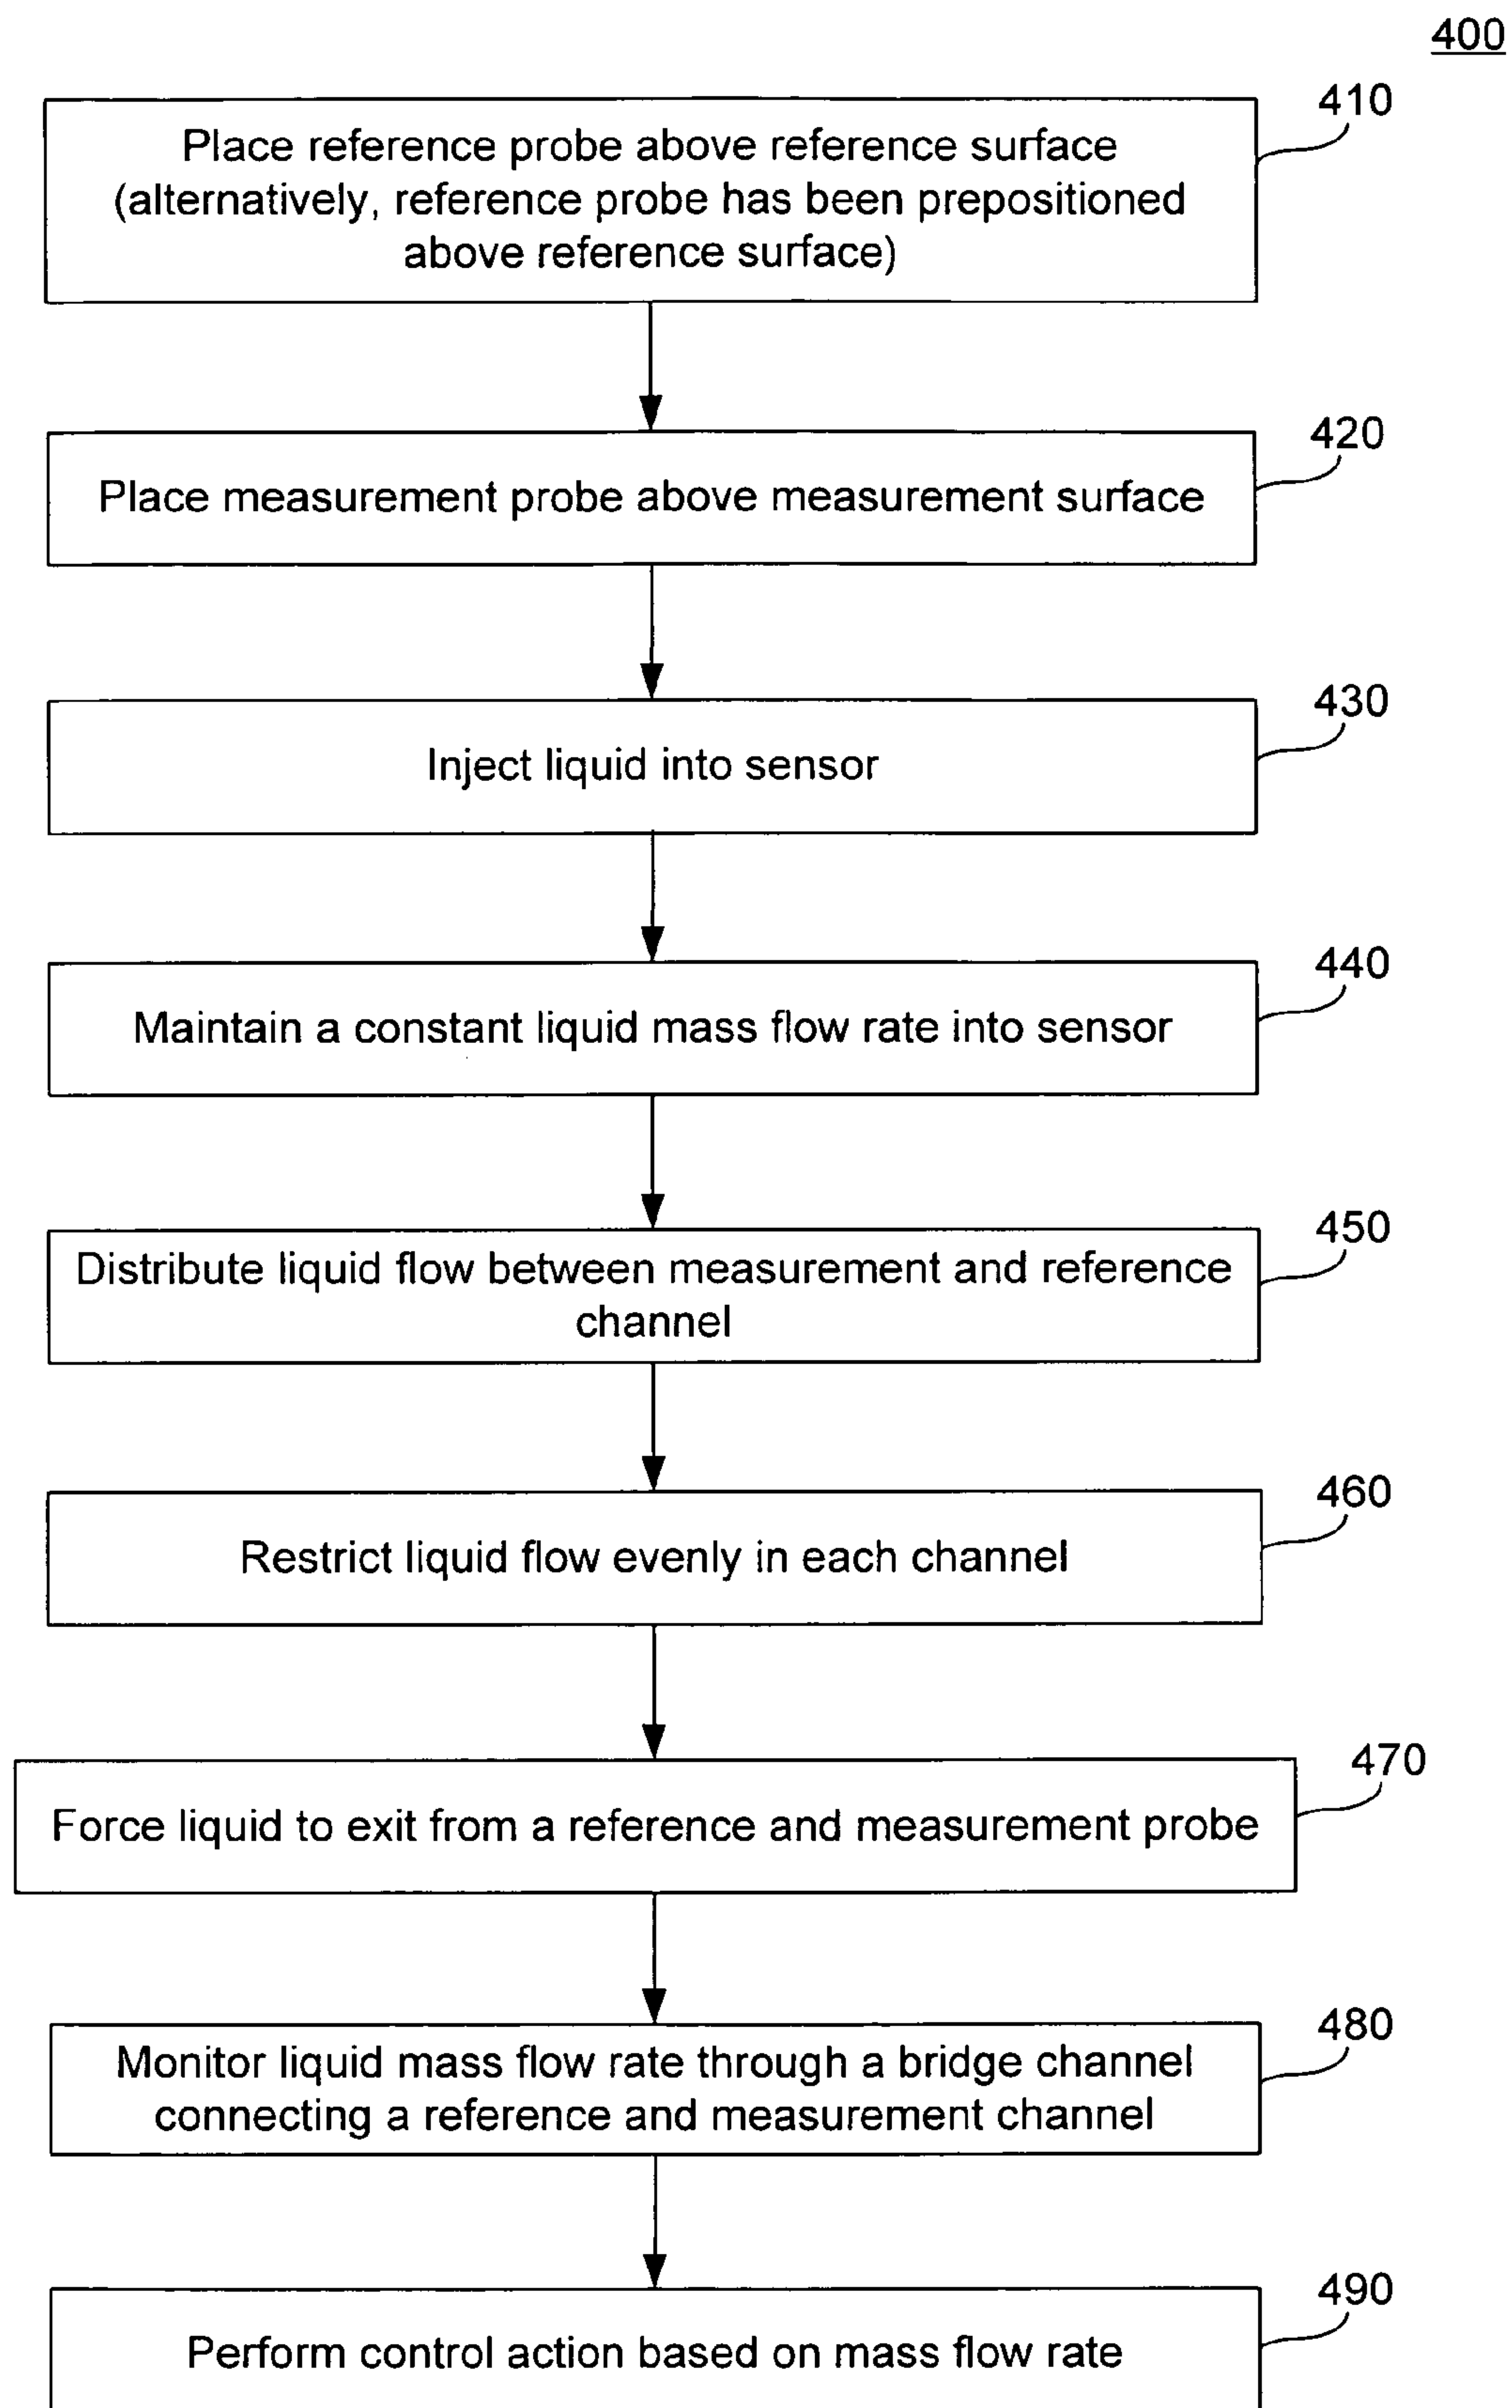 400
410
Place reference probe above reference surface
(alternatively, reference probe has been prepositioned
above reference surface)
420
Place measurement probe above measurement surface
430
Inject liquid into sensor
440
Maintain a constant liquid mass flow rate into sensor
450
Distribute liquid flow between measurement and reference
channel
460
Restrict liquid flow evenly in each channel
470
Force liquid to exit from a reference and measurement probe
480
Monitor liquid mass flow rate through a bridge channel
connecting a reference and measurement channel
490
Perform control action based on mass flow rate